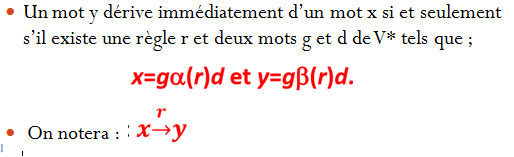 • Un mot y dérive immédiatement d'un mot x si et seulement
s'il existe une règle r et deux mots g et d de V* tels que ;
x=gα(r)d et y=gβ(r)d.
r
• On notera : x→y